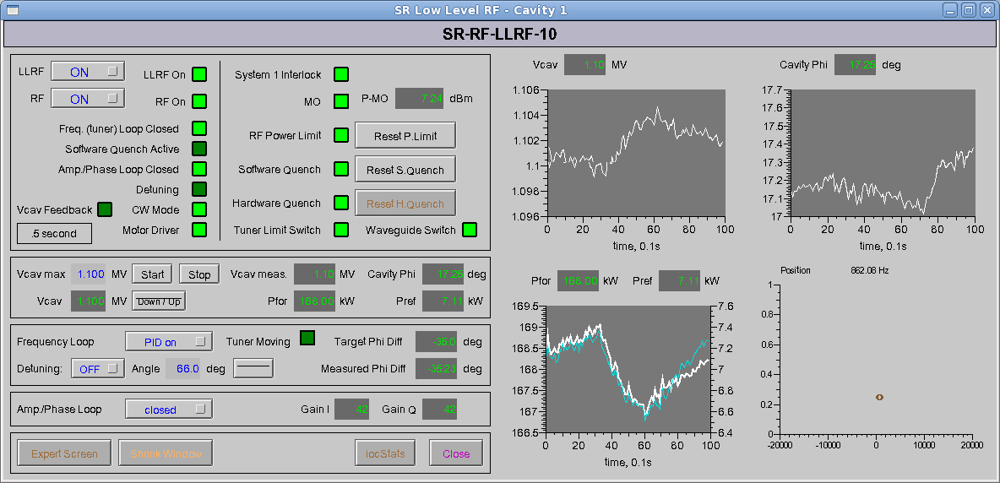 SR Low Level RF - Cavity 1
SR-RF-LLRF-10
LLRF ON LLRF On
RF ON RF On
Freq. (tuner) Loop Closed
Software Quench Active
Amp./Phase Loop Closed
Detuning
Vcav Feedback CW Mode
.5 second Motor Driver
System 1 Interlock
MO P-MO 7.24 dBm
RF Power Limit Reset P.Limit
Software Quench Reset S.Quench
Hardware Quench Reset H.Quench
Tuner Limit Switch Waveguide Switch
Vcav max 1.100 MV Start Stop Vcav meas. 1.10 MV Cavity Phi 17.25 deg
Vcav 1.100 MV Down / Up Pfor 168.00 kW Pref 7.11 kW
Frequency Loop PID on Tuner Moving Target Phi Diff -35.0 deg
Detuning: OFF Angle 66.0 deg Measured Phi Diff -35.23 deg
Amp./Phase Loop closed Gain I 42 Gain Q 42
Expert Screen Shrink Window iocStats Close
Vcav 1.10 MV
1.106
1.104
1.102
1.1
1.098
1.096
0 20 40 60 80 100
time, 0.1s
Cavity Phi 17.25 deg
17.7
17.6
17.5
17.4
17.3
17.2
17.1
17
0 20 40 60 80 100
time, 0.1s
Pfor 168.00 kW Pref 7.11 kW
169.5 7.6
169 7.4
168.5 7.2
168 7
167.5 6.8
167 6.6
166.5 6.4
0 20 40 60 80 100
time, 0.1s
Position 862.08 Hz
1
0.8
0.6
0.4
0.2
0
-20000 -10000 0 10000 20000